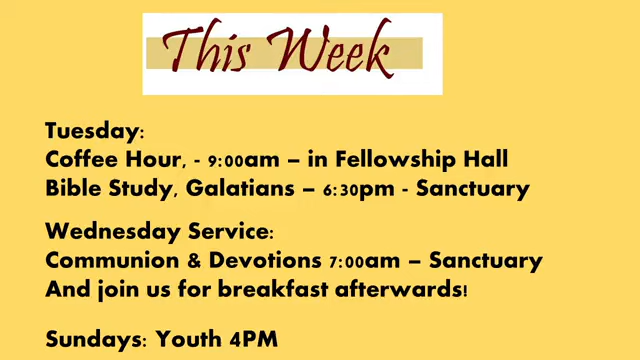 This Week
Tuesday:
Coffee Hour, - 9:00am – in Fellowship Hall
Bible Study, Galatians – 6:30pm - Sanctuary
Wednesday Service:
Communion & Devotions 7:00am – Sanctuary
And join us for breakfast afterwards!
Sundays: Youth 4PM